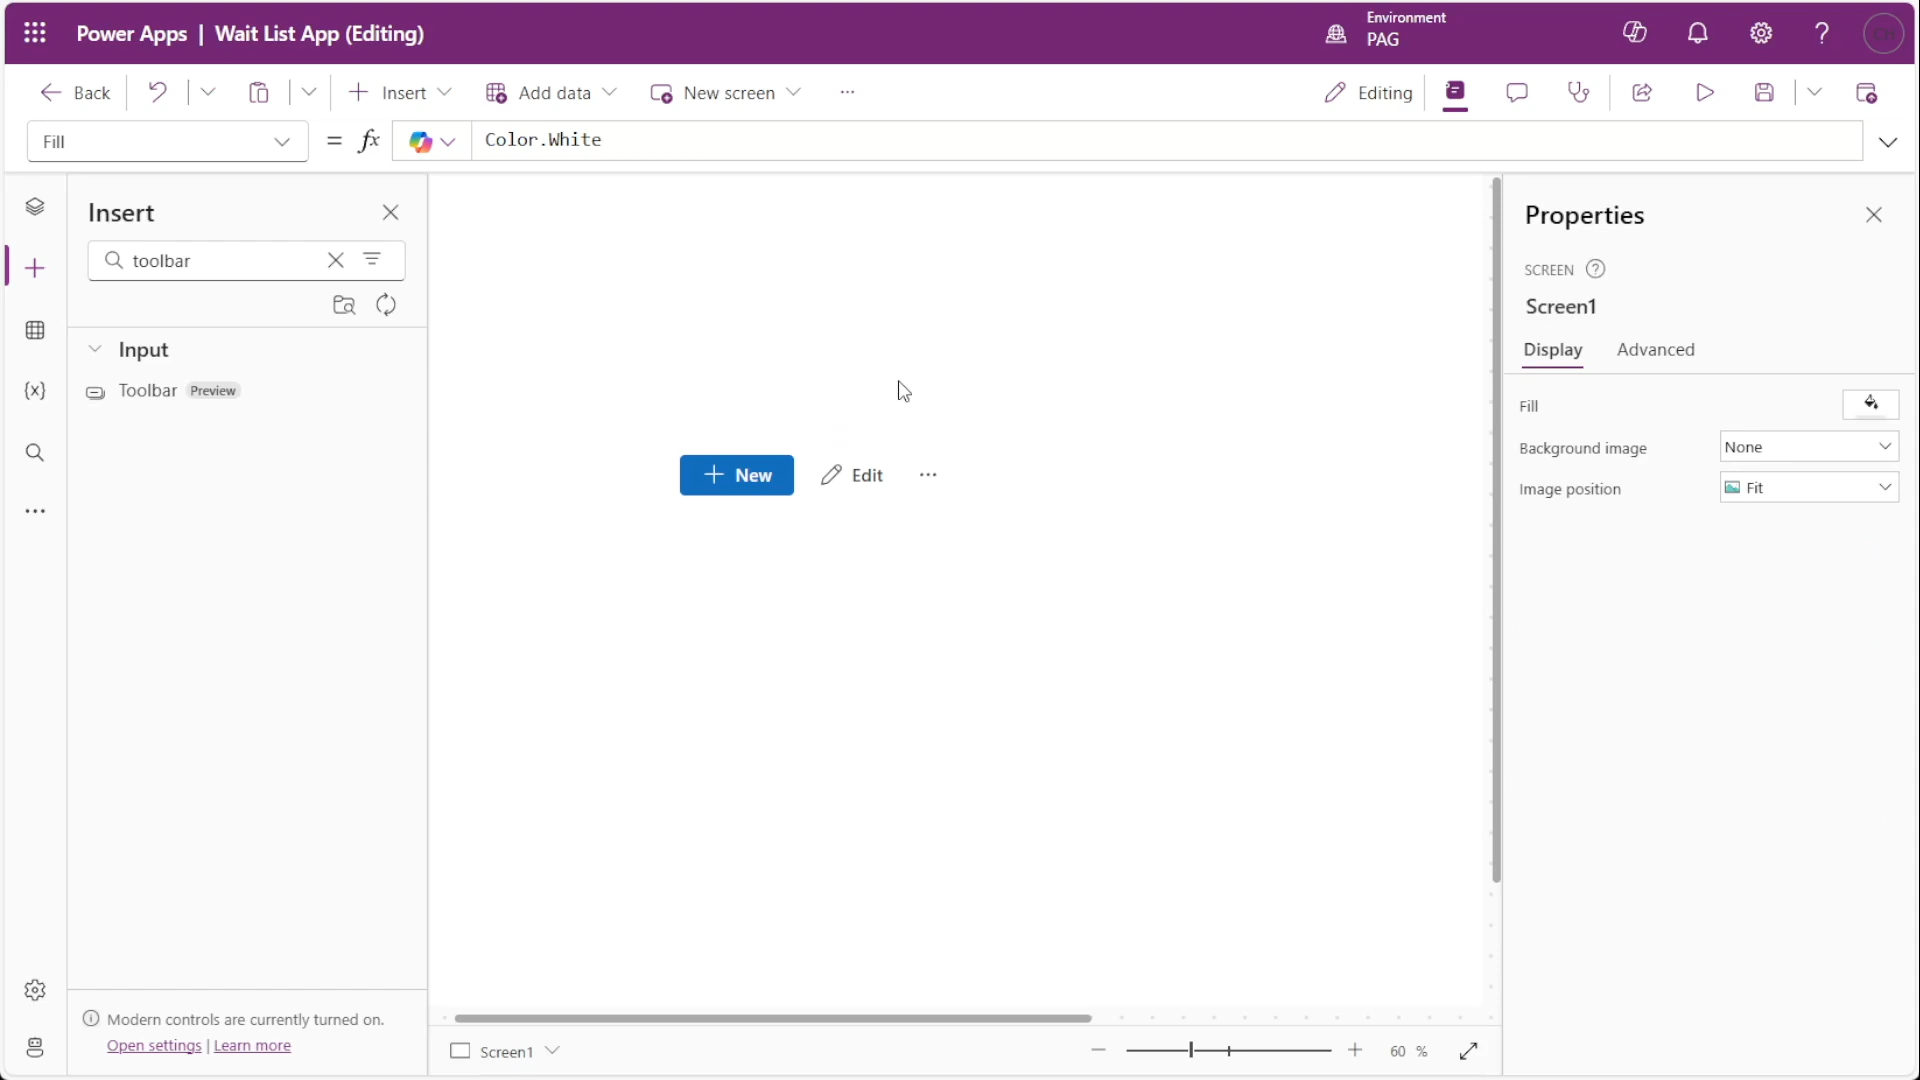 Power Apps | Wait List App (Editing)
Environment
PAG
Back
Insert
Add data
New screen
...
Editing
Fill
= fx
Color.White
Insert
toolbar
Input
Toolbar Preview
Modern controls are currently turned on.
Open settings | Learn more
New
Edit
...
Screen1
60 %
Properties
SCREEN
Screen1
Display
Advanced
Fill
Background image
None
Image position
Fit